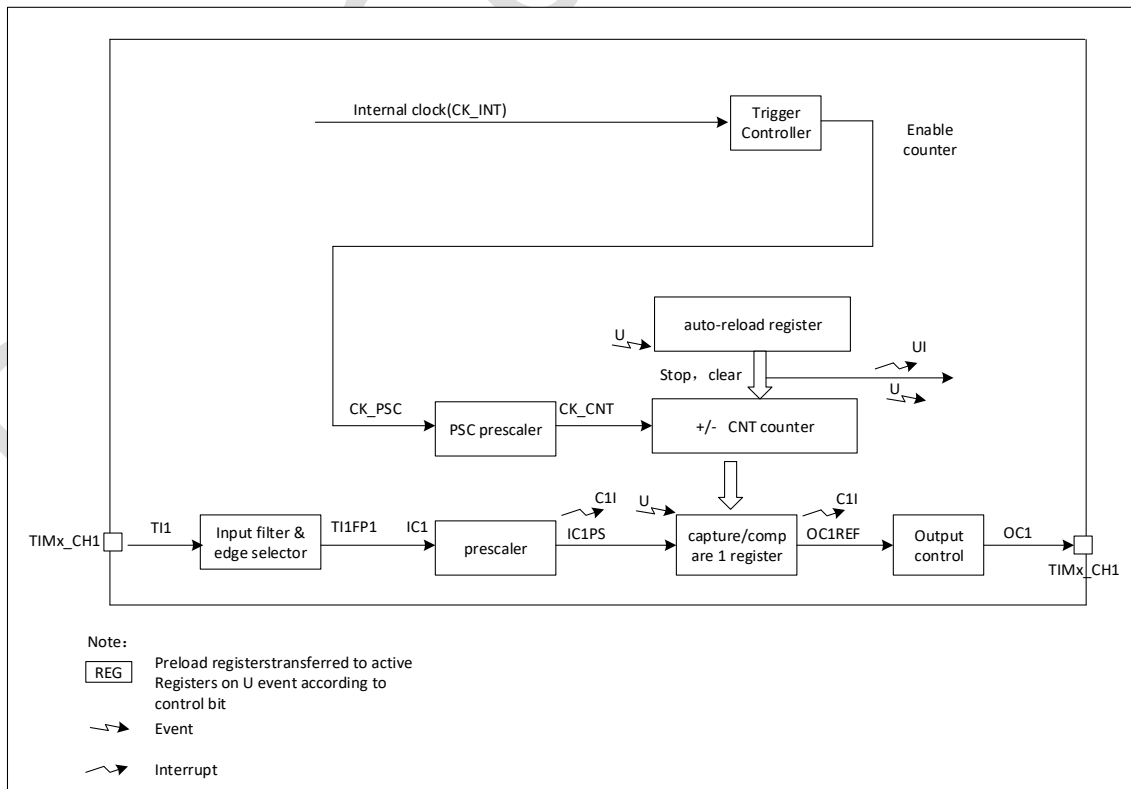 Internal clock(CK_INT)
Trigger
Controller
Enable
counter
auto-reload register
U
UI
Stop，clear
U
CK_PSC
CK_CNT
PSC prescaler
+/-   CNT counter
TIMx_CH1
TI1
Input filter &
edge selector
TI1FP1
IC1
prescaler
C1I
IC1PS
U
capture/comp
are 1 register
C1I
OC1REF
Output
control
OC1
TIMx_CH1
Note：
REG
Preload registerstransferred to active
Registers on U event according to
control bit
Event
Interrupt